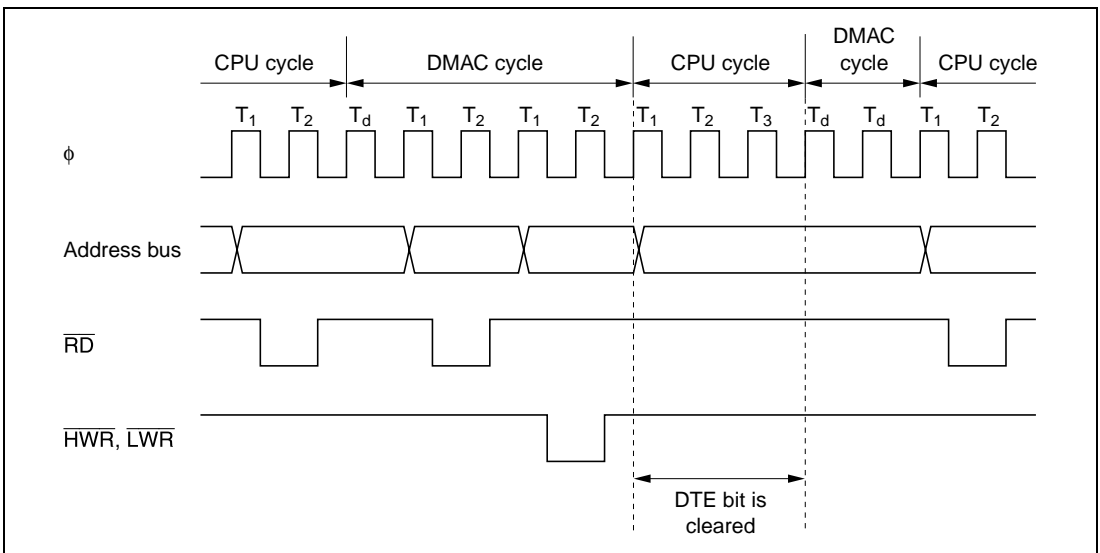 DMAC
CPU cycle DMAC cycle CPU cycle cycle CPU cycle
T1 T2 Td T1 T2 T1 T2 T1 T2 T3 Td Td T1 T2
ϕ
Address bus
RD
HWR, LWR
DTE bit is
cleared